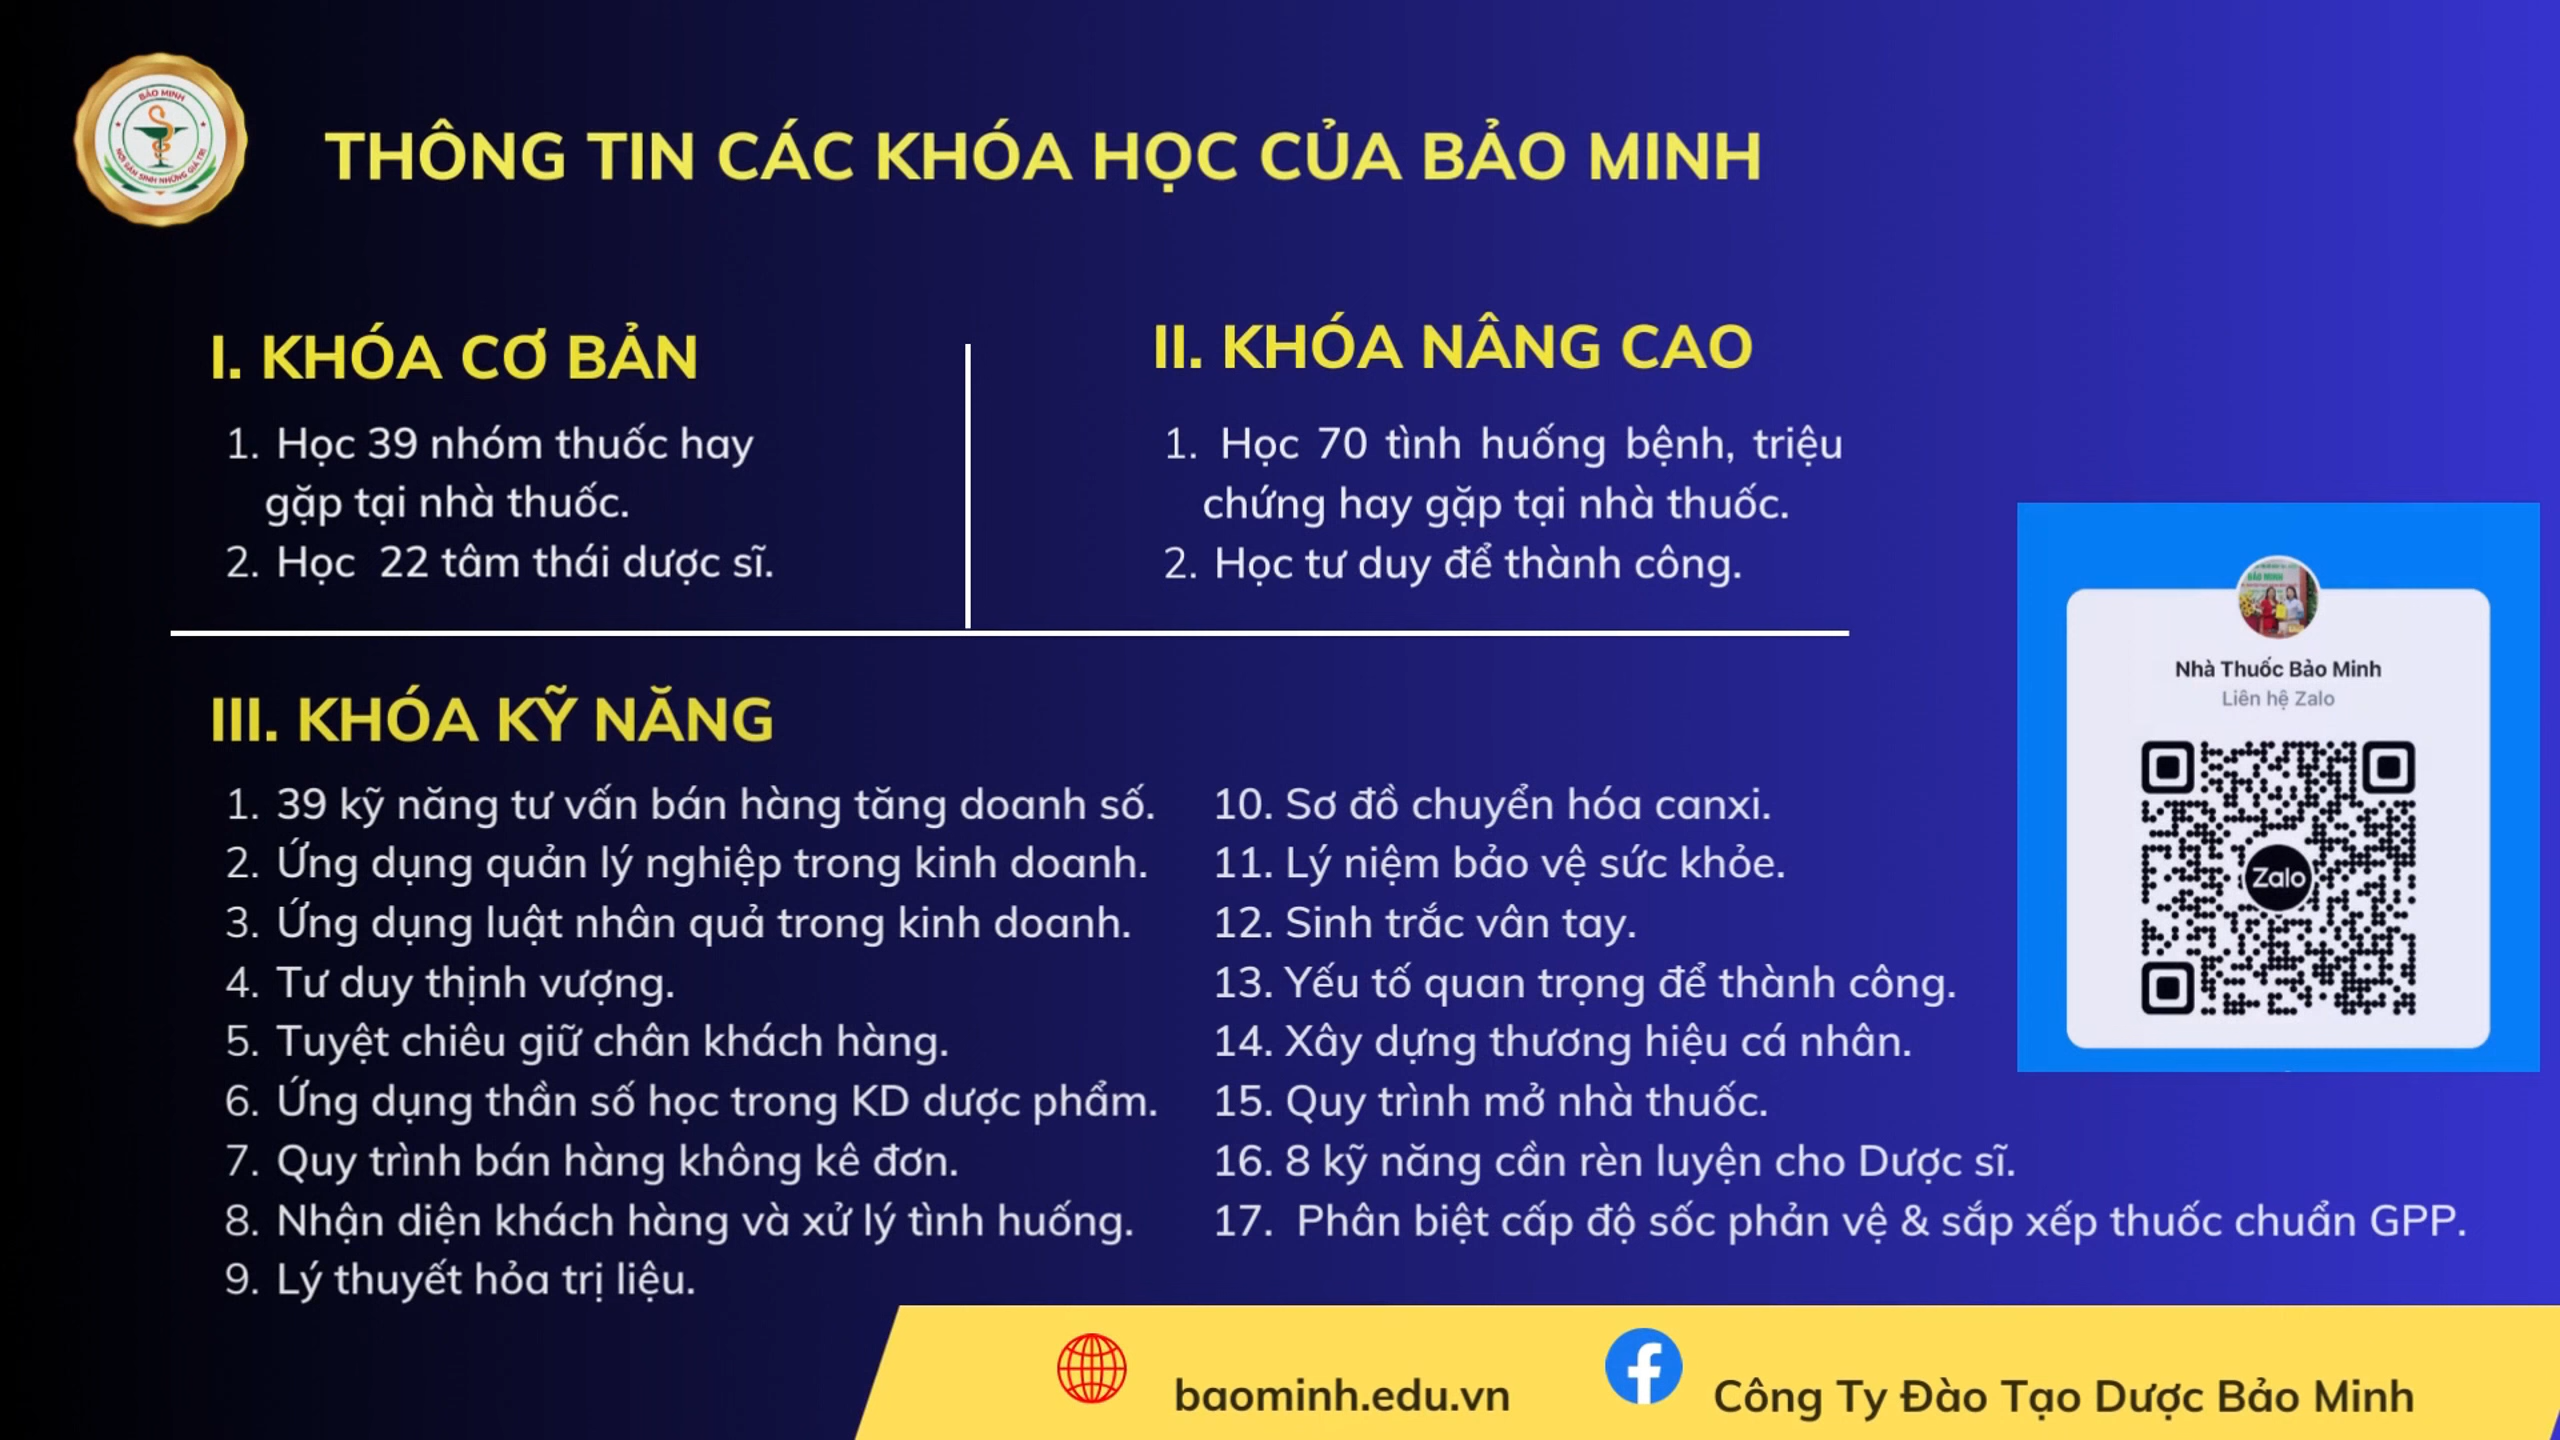 BẢO MINH
NƠI SẢN SINH NHỮNG GIÁ TRỊ
THÔNG TIN CÁC KHÓA HỌC CỦA BẢO MINH
I. KHÓA CƠ BẢN
1. Học 39 nhóm thuốc hay
gặp tại nhà thuốc.
2. Học 22 tâm thái dược sĩ.
II. KHÓA NÂNG CAO
1. Học 70 tình huống bệnh, triệu
chứng hay gặp tại nhà thuốc.
2. Học tư duy để thành công.
III. KHÓA KỸ NĂNG
1. 39 kỹ năng tư vấn bán hàng tăng doanh số.
2. Ứng dụng quản lý nghiệp trong kinh doanh.
3. Ứng dụng luật nhân quả trong kinh doanh.
4. Tư duy thịnh vượng.
5. Tuyệt chiêu giữ chân khách hàng.
6. Ứng dụng thần số học trong KD dược phẩm.
7. Quy trình bán hàng không kê đơn.
8. Nhận diện khách hàng và xử lý tình huống.
9. Lý thuyết hỏa trị liệu.
10. Sơ đồ chuyển hóa canxi.
11. Lý niệm bảo vệ sức khỏe.
12. Sinh trắc vân tay.
13. Yếu tố quan trọng để thành công.
14. Xây dựng thương hiệu cá nhân.
15. Quy trình mở nhà thuốc.
16. 8 kỹ năng cần rèn luyện cho Dược sĩ.
17. Phân biệt cấp độ sốc phản vệ & sắp xếp thuốc chuẩn GPP.
BẢO MINH
Nhà Thuốc Bảo Minh
Liên hệ Zalo
Zalo
baominh.edu.vn
Công Ty Đào Tạo Dược Bảo Minh